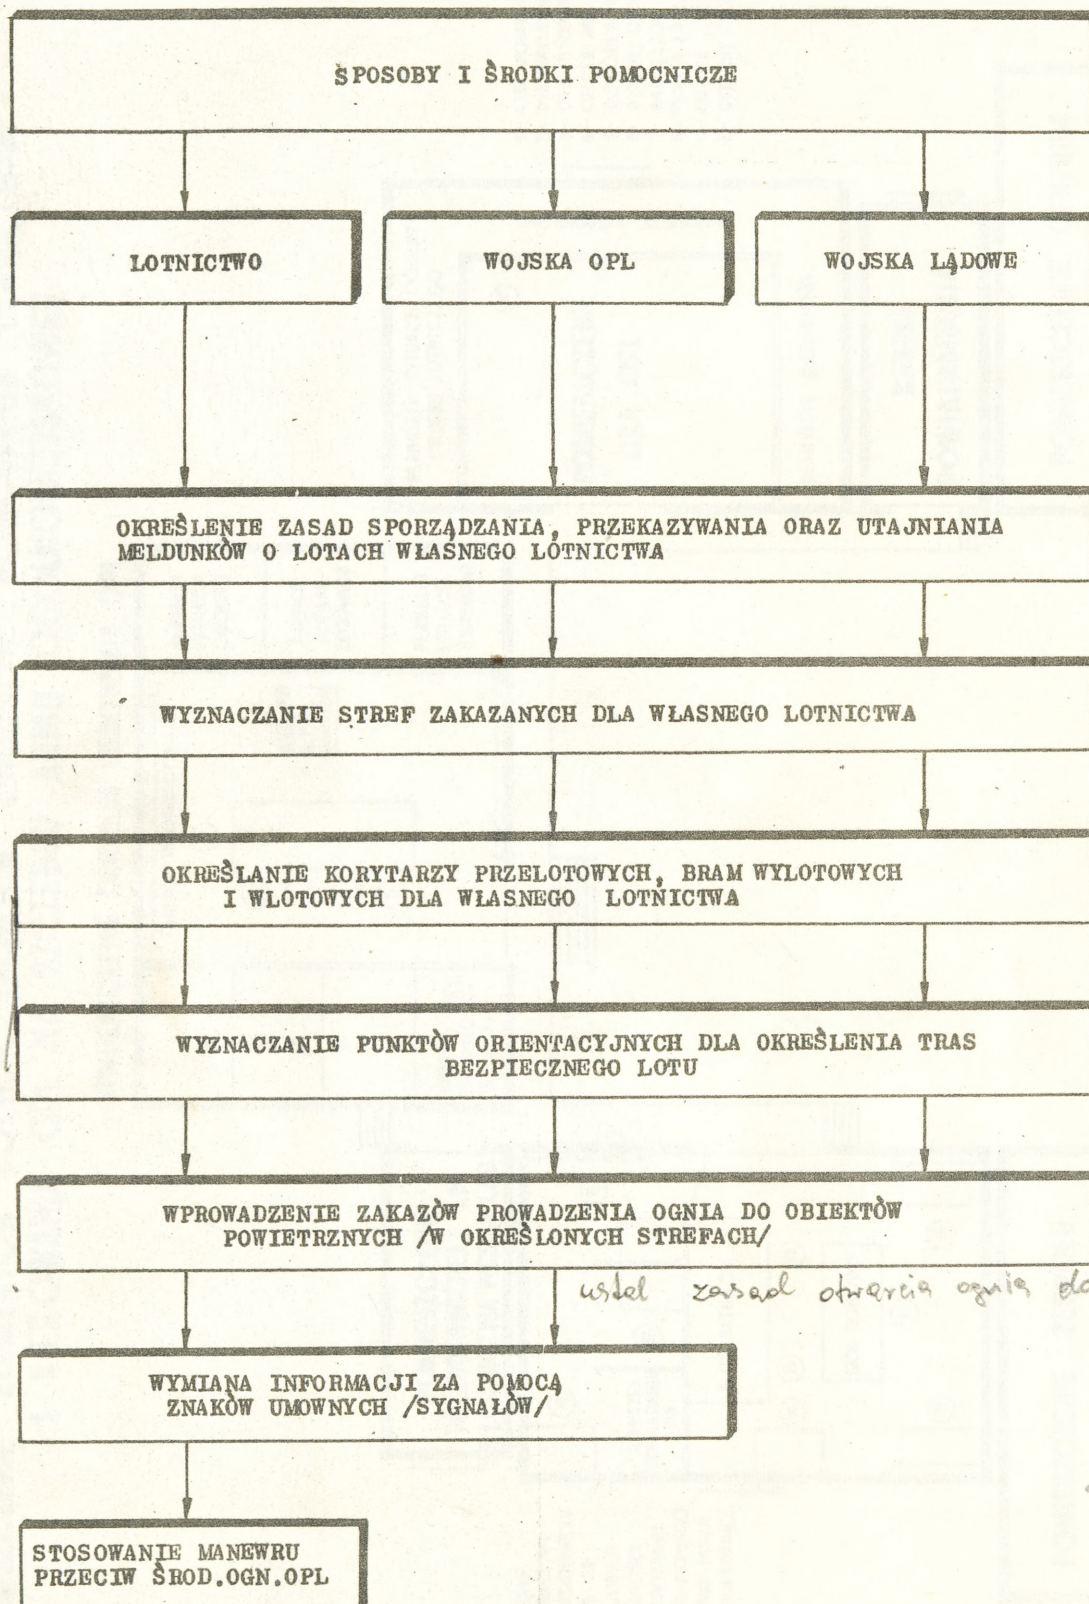 SPOSOBY I ŚRODKI POMOCNICZE
LOTNICTWO
WOJSKA OPL
WOJSKA LĄDOWE
OKREŚLENIE ZASAD SPORZĄDZANIA, PRZEKAZYWANIA ORAZ UTAJNIANIA
MELDUNKÓW O LOTACH WŁASNEGO LOTNICTWA
WYZNACZANIE STREF ZAKAZANYCH DLA WŁASNEGO LOTNICTWA
OKREŚLANIE KORYTARZY PRZELOTOWYCH, BRAM WYLOTOWYCH
I WLOTOWYCH DLA WŁASNEGO LOTNICTWA
WYZNACZANIE PUNKTÓW ORIENTACYJNYCH DLA OKREŚLENIA TRAS
BEZPIECZNEGO LOTU
WPROWADZENIE ZAKAZÓW PROWADZENIA OGNIA DO OBIEKTÓW
POWIETRZNYCH /W OKREŚLONYCH STREFACH/
ustal zasad otwarcia ognia do
WYMIANA INFORMACJI ZA POMOCĄ
ZNAKÓW UMOWNYCH /SYGNAŁÓW/
STOSOWANIE MANEWRU
PRZECIW ŚROD.OGN.OPL